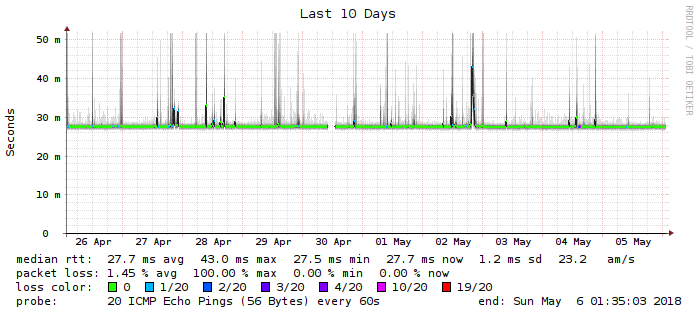 Last 10 Days
RRDTOOL / TOBI OETIKER
Seconds
50 m
40 m
30 m
20 m
10 m
0
26 Apr 27 Apr 28 Apr 29 Apr 30 Apr 01 May 02 May 03 May 04 May 05 May
median rtt: 27.7 ms avg 43.0 ms max 27.5 ms min 27.7 ms now 1.2 ms sd 23.2 am/s
packet loss: 1.45 % avg 100.00 % max 0.00 % min 0.00 % now
loss color: 0 1/20 2/20 3/20 4/20 10/20 19/20
probe: 20 ICMP Echo Pings (56 Bytes) every 60s end: Sun May 6 01:35:03 2018